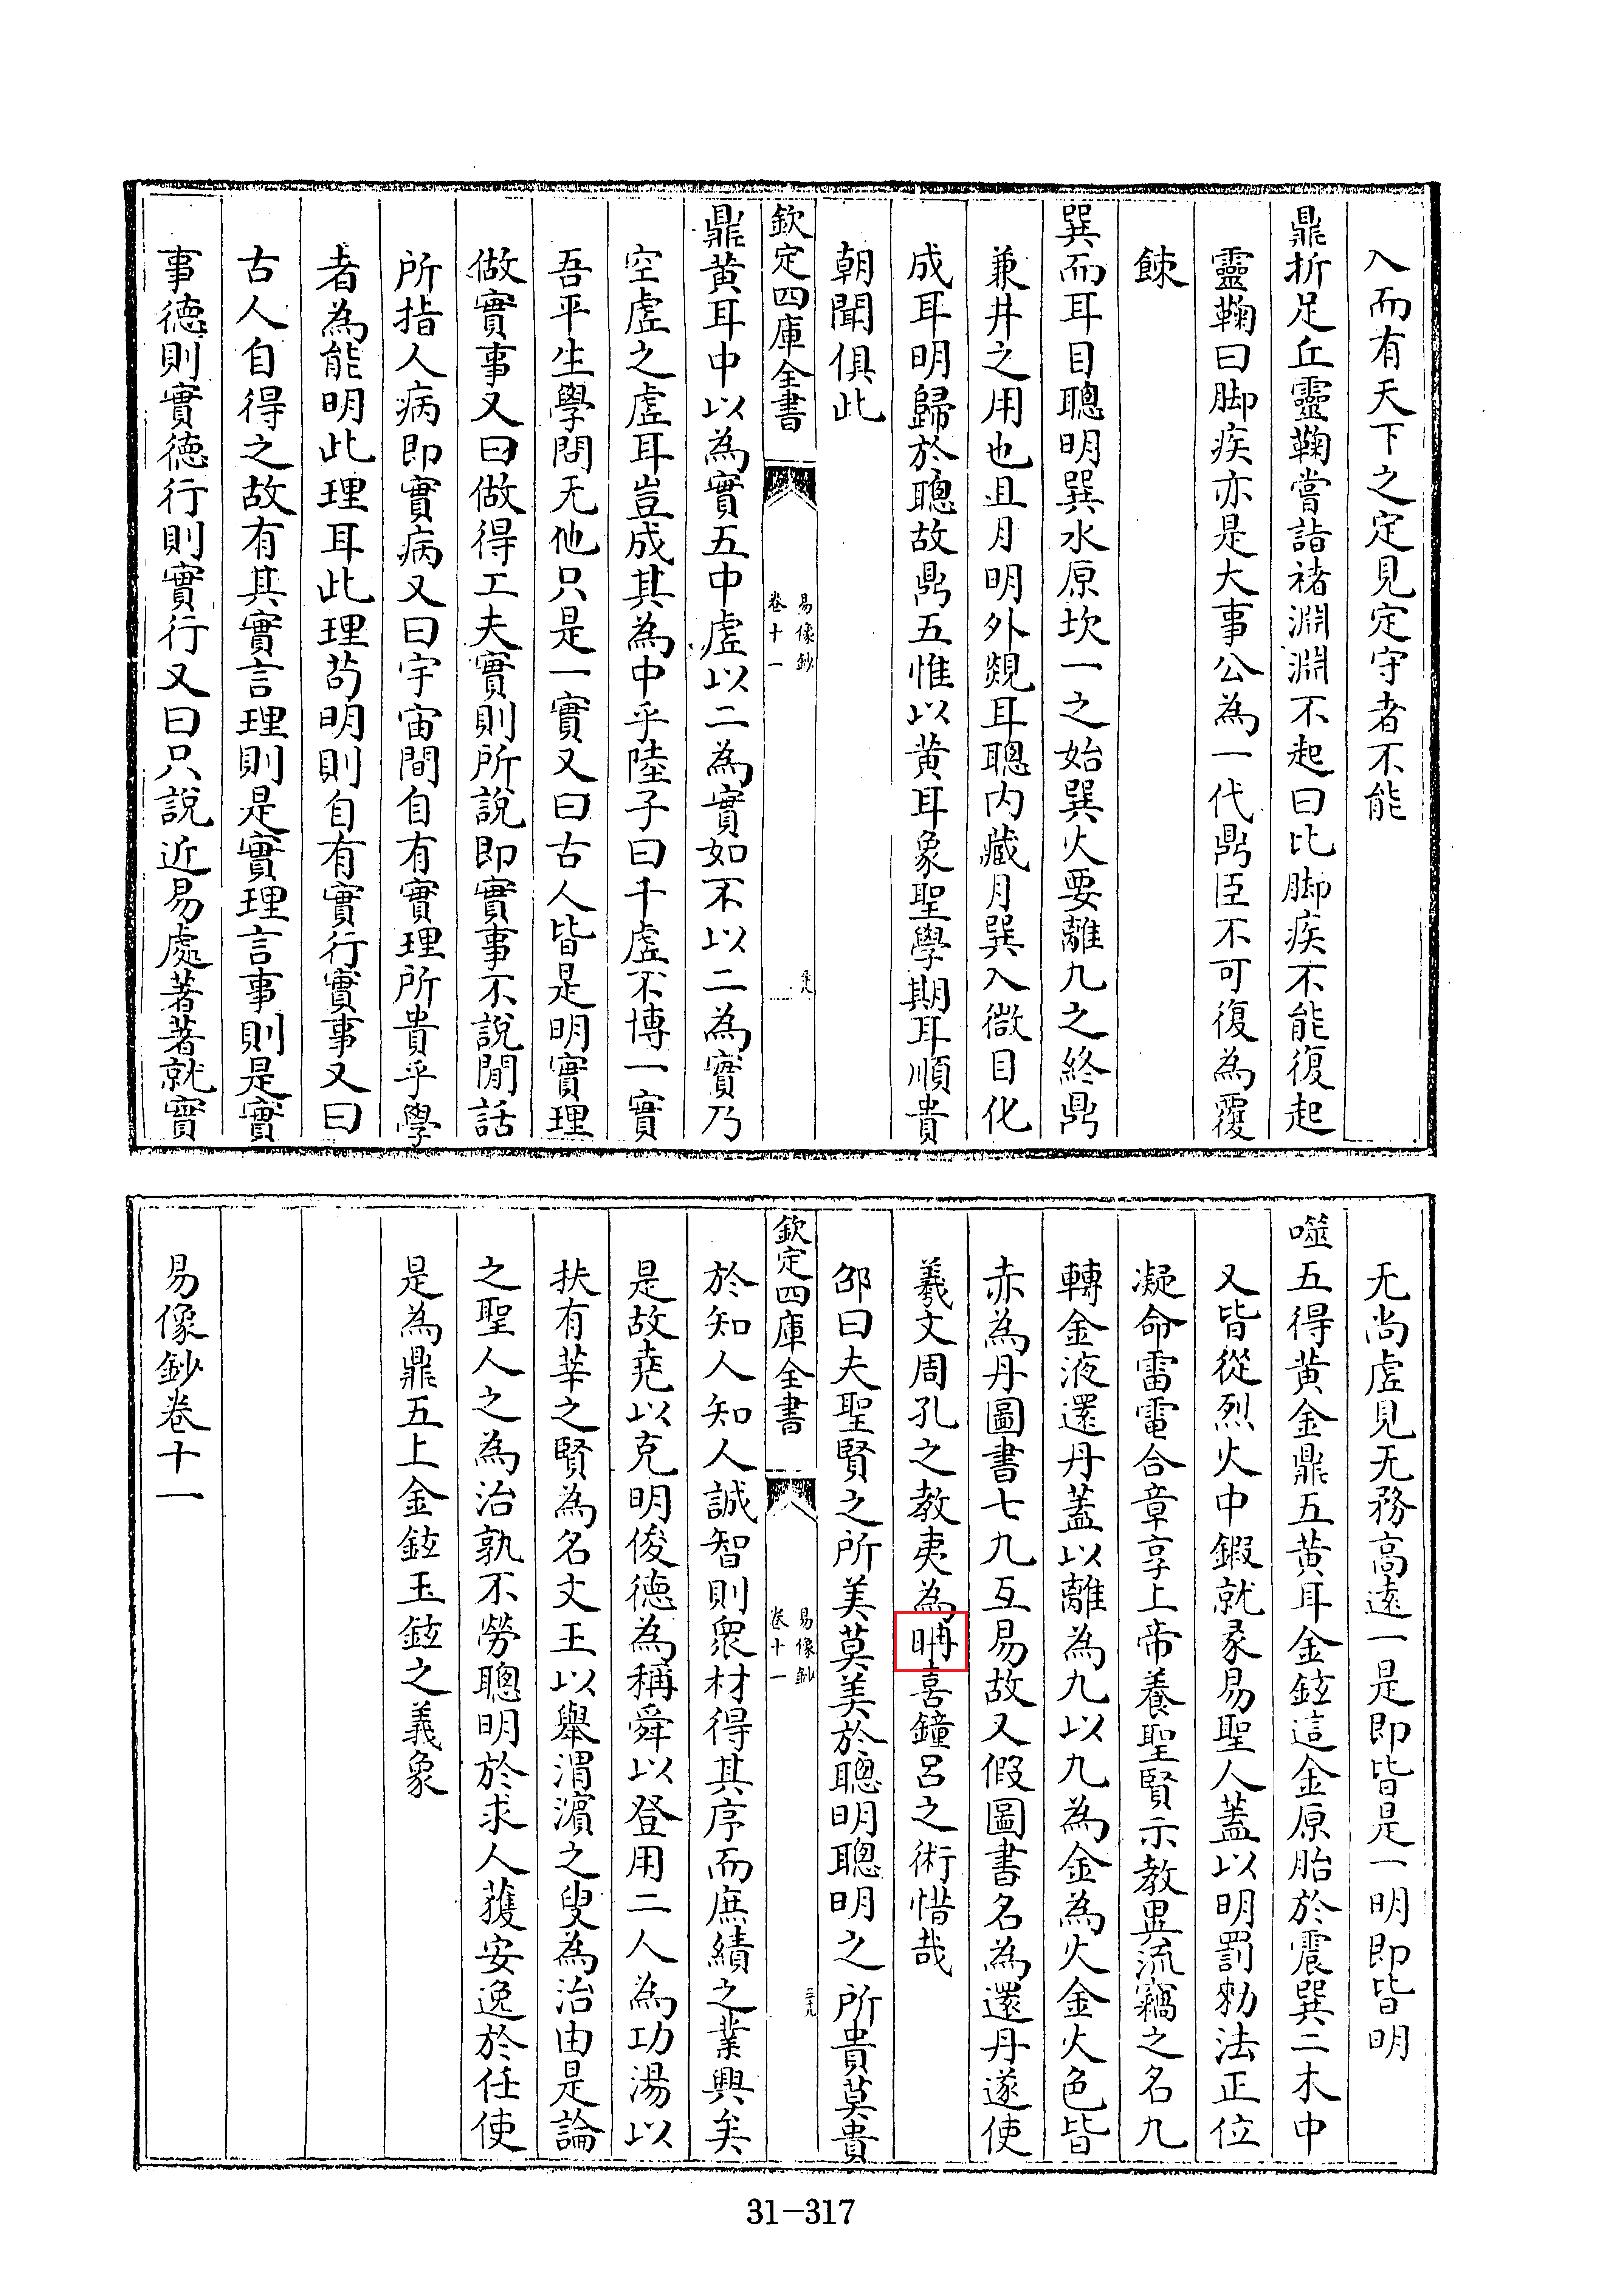 入而有天下之定見定守者不能
鼎折足丘靈鞠嘗詣褚淵淵不起曰比脚疾不能復起
靈鞠曰脚疾亦是大事公為一代鼎臣不可復為覆
餗
巽而耳目聰明巽水原坎一之始巽火要離九之終鼎
兼井之用也且月明外觀耳聰内藏月巽入微目化
成耳明歸於聰故鼎五惟以黄耳象聖學期耳順貴
朝聞俱此
欽定四庫全書
易像鈔
卷十一
鼎黄耳中以為實五中虛以二為實如不以二為實乃
空虛之虛耳豈成其為中乎陸子曰千虛不博一實
吾平生學問无他只是一實又曰古人皆是明實理
做實事又曰做得工夫實則所說即實事不說閒話
所指人病即實病又曰宇宙間自有實理所貴乎學
者為能明此理耳此理苟明則自有實行實事又曰
古人自得之故有其實言理則是實理言事則是實
事德則實德行則實行又曰只說近易處著著就實
无尚虛見无務高遠一是即皆是一明即皆明
噬五得黄金鼎五黄耳金鉉這金原胎於震巽二木中
又皆從烈火中鍜就彖易聖人蓋以明罰勑法正位
凝命雷電合章享上帝養聖賢示教異流竊之名九
轉金液還丹蓋以離為九以九為金為火金火色皆
赤為丹圖書七九互易故又假圖書名為還丹遂使
羲文周孔之教夷為喜鐘呂之術惜哉
邵曰夫聖賢之所美莫美於聰明聰明之所貴莫貴
欽定四庫全書
易像鈔
卷十一
三十九
於知人知人誠智則衆材得其序而庶績之業興矣
是故堯以克明俊德為稱舜以登用二人為功湯以
扶有莘之賢為名文王以舉渭濱之叟為治由是論
之聖人之為治孰不勞聰明於求人獲安逸於任使
是為鼎五上金鉉玉鉉之義象
易像鈔卷十一
31-317